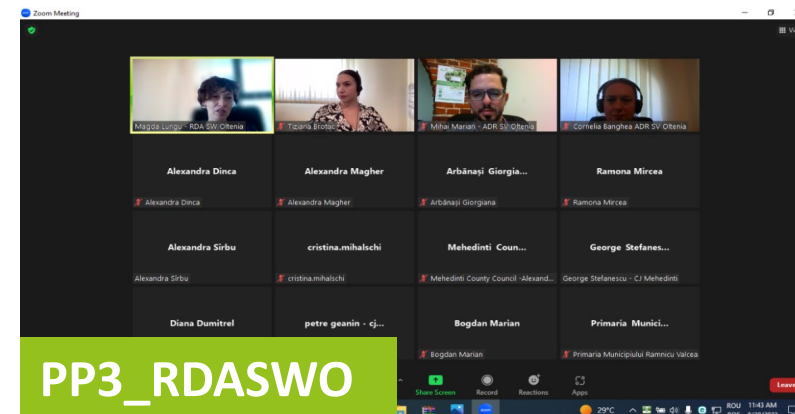 Zoom Meeting
Magda Lungu - RDA SW Oltenia
Tiziana Brotac
Mihai Marian - ADR SV Oltenia
Cornelia Banghea ADR SV Oltenia
Alexandra Dinca
Alexandra Magher
Arbănași Giorgia...
Ramona Mircea
Alexandra Dinca
Alexandra Magher
Arbănași Giorgiana
Ramona Mircea
Alexandra Sîrbu
cristina.mihalschi
Mehedinti Coun...
George Stefanes...
Alexandra Sîrbu
cristina.mihalschi
Mehedinti County Council -Alexand...
George Stefanescu - CJ Mehedinti
Diana Dumitrel
petre geanin - cj...
Bogdan Marian
Primaria Munici...
Bogdan Marian
Primaria Municipiului Ramnicu Valcea
PP3_RDASWO
Share Screen
Record
Reactions
Apps
Leave
29°C
ROU
11:43 AM